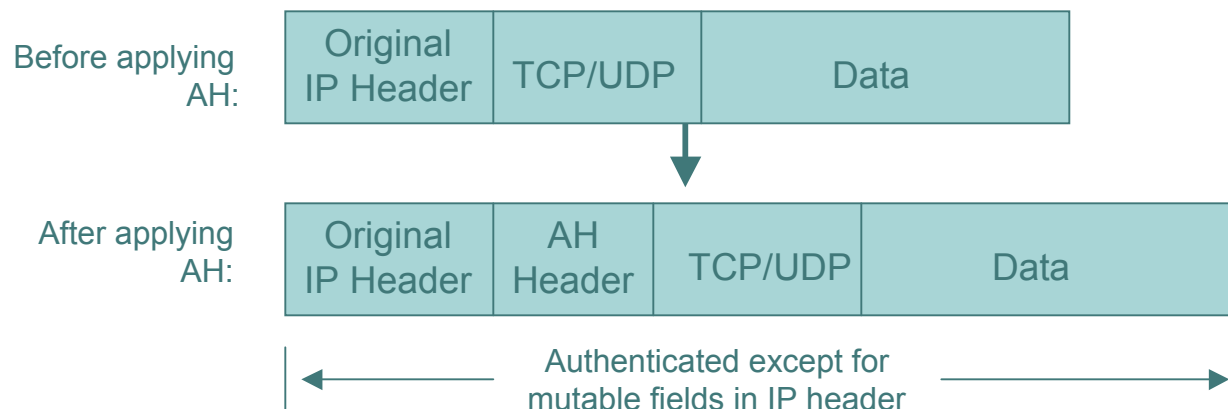 Before applying
AH:
Original
IP Header
TCP/UDP
Data
After applying
AH:
Original
IP Header
AH
Header
TCP/UDP
Data
Authenticated except for
mutable fields in IP header